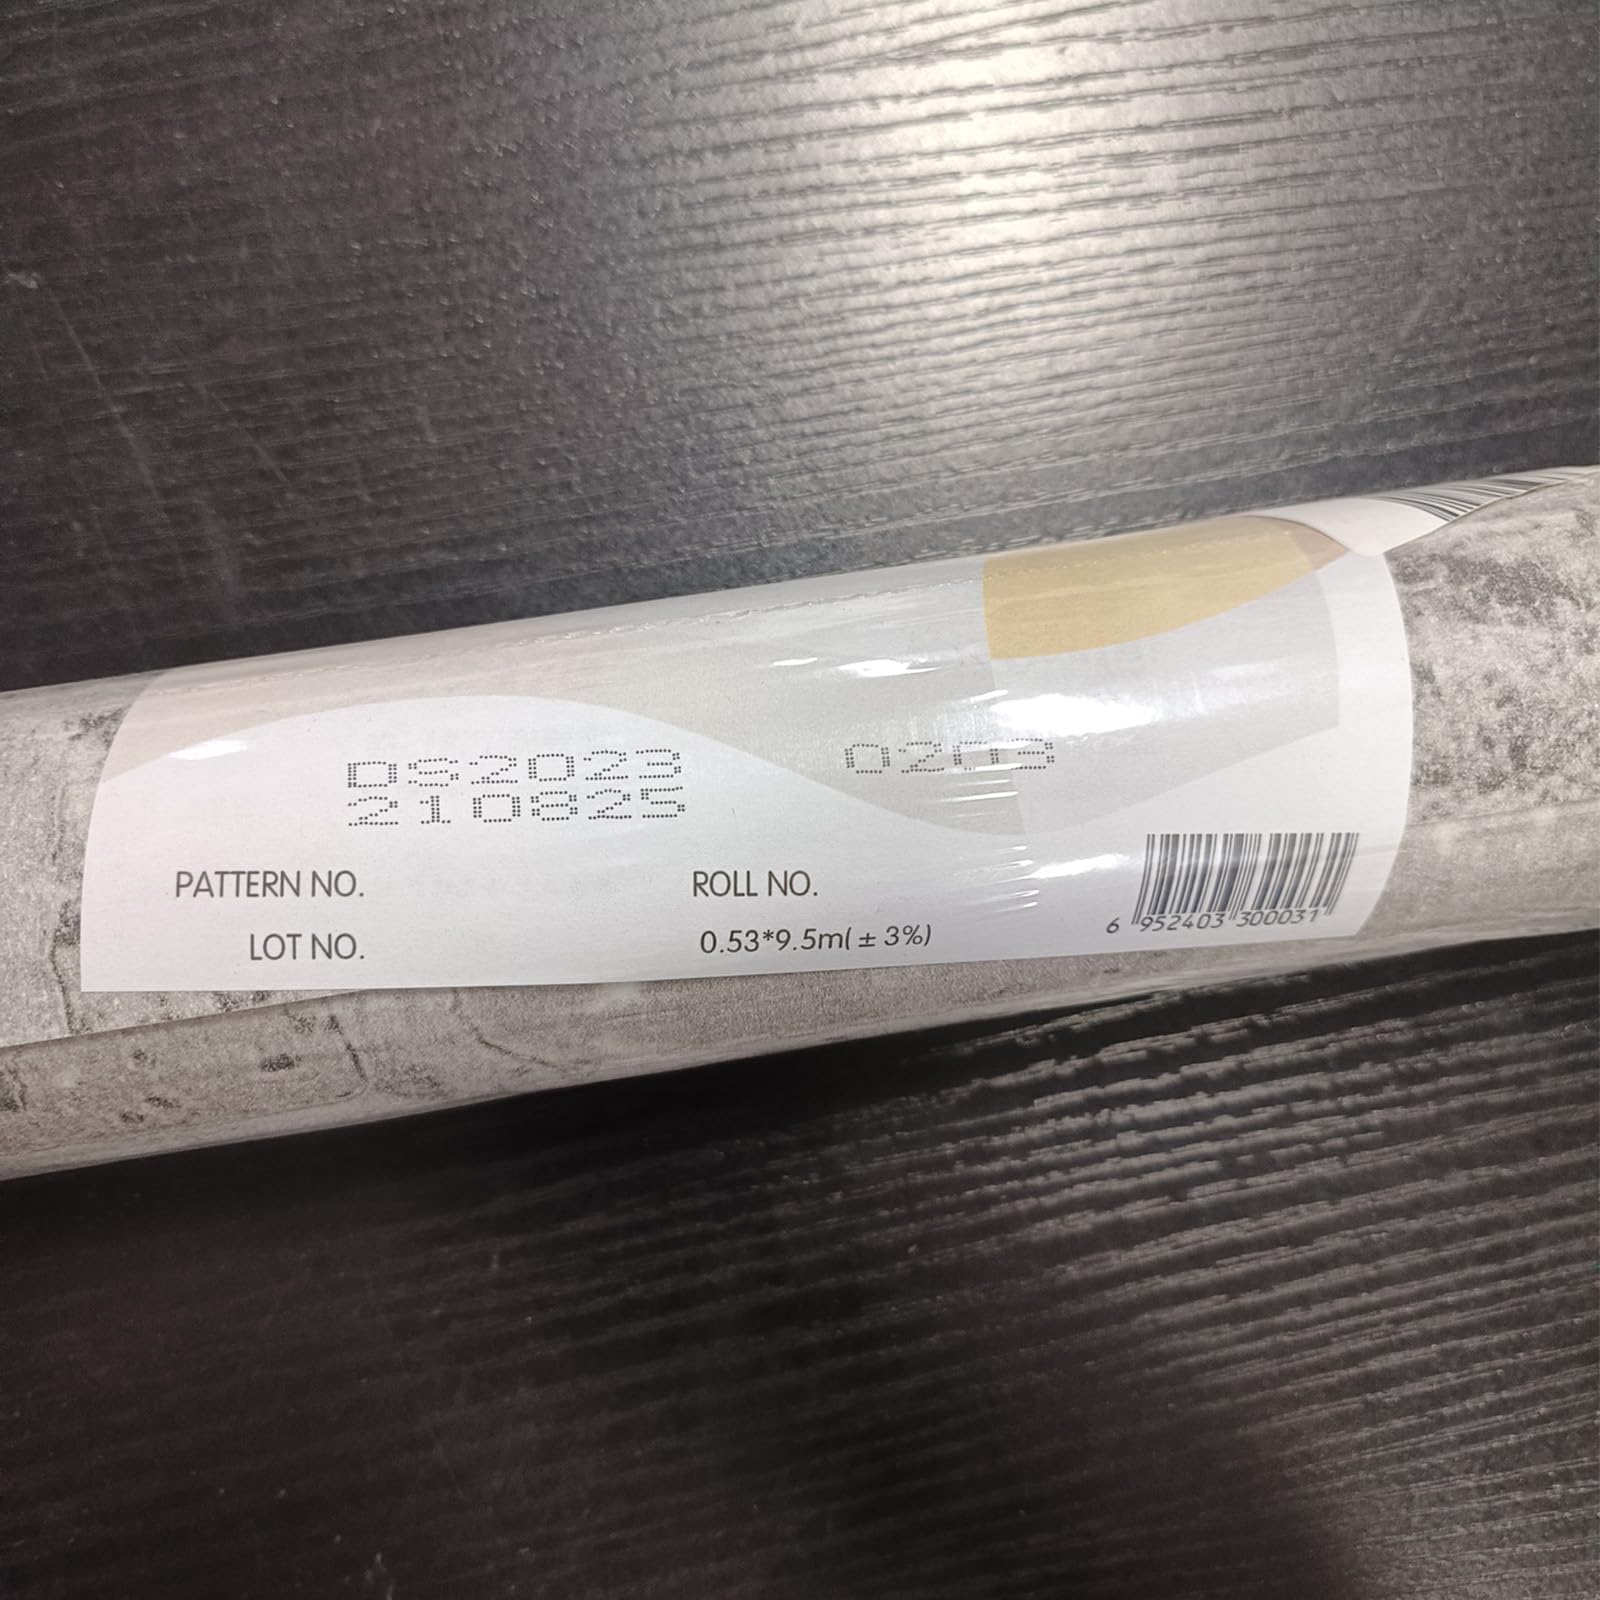 DS2023 0203
210825
PATTERN NO. ROLL NO.
LOT NO. 0.53*9.5m( ± 3%)
6 952403 300031